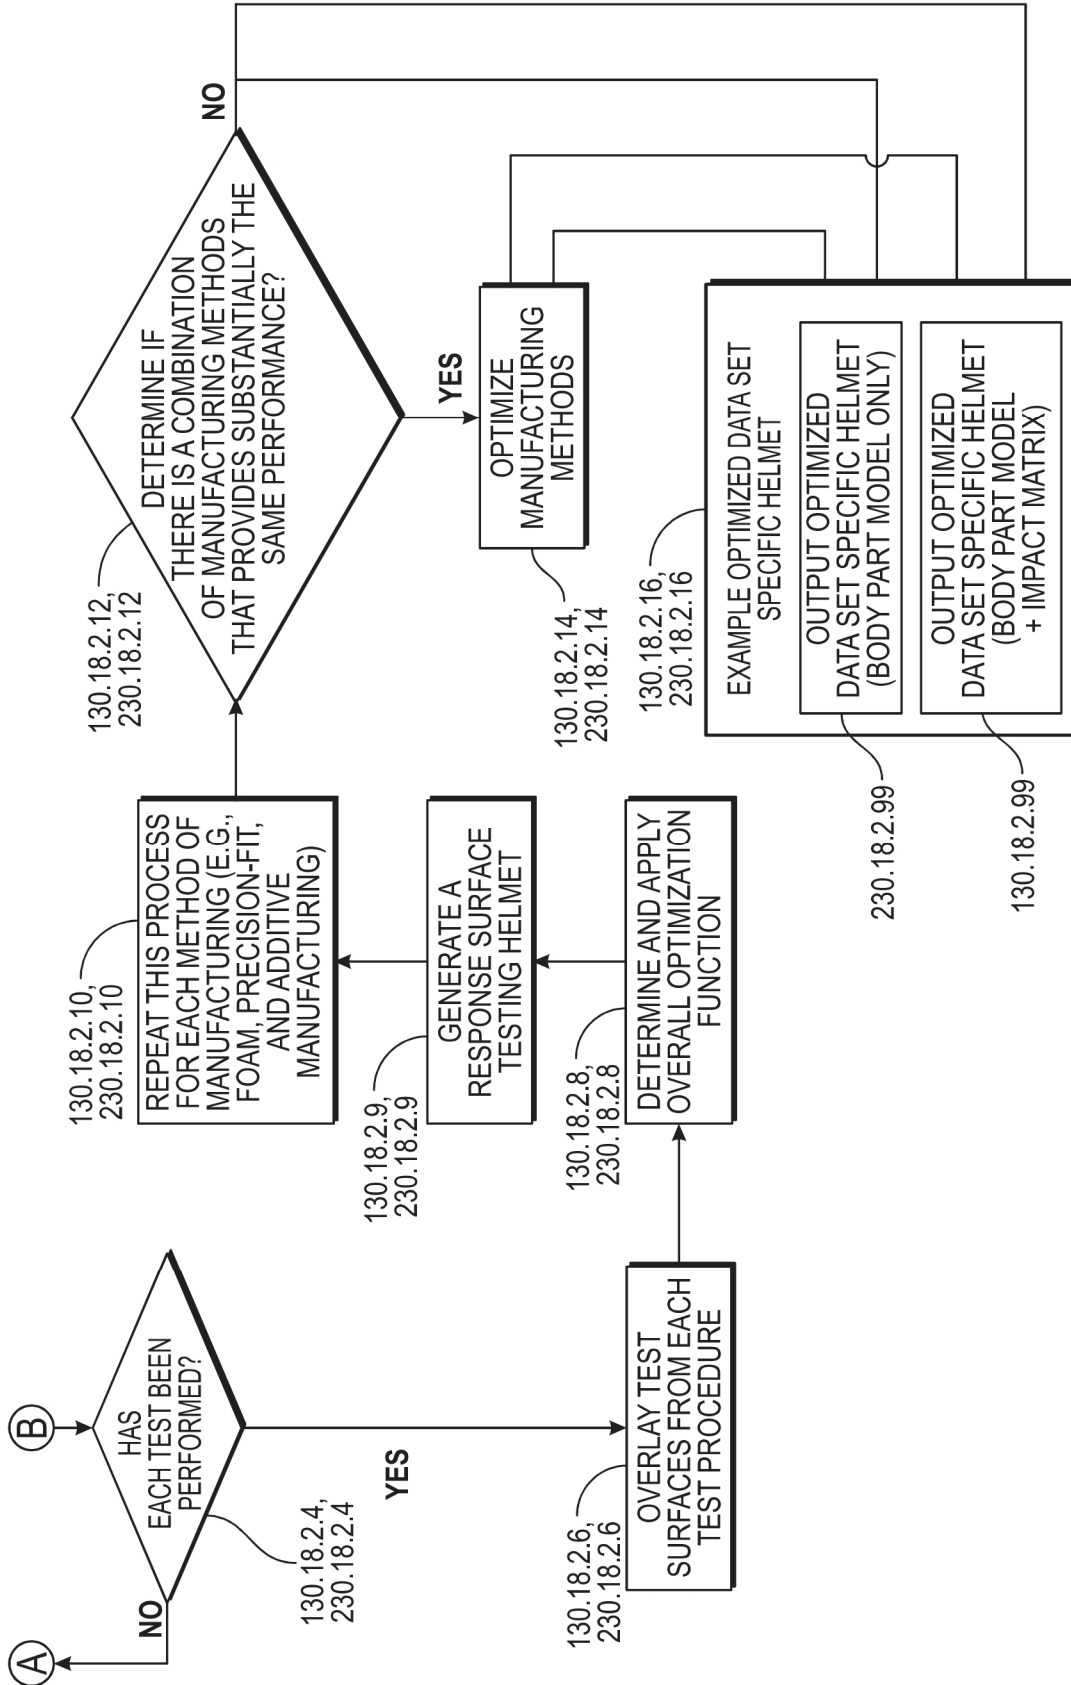 A
NO
B
HAS
EACH TEST BEEN
PERFORMED?
130.18.2.4,
230.18.2.4
YES
130.18.2.6,
230.18.2.6
OVERLAY TEST
SURFACES FROM EACH
TEST PROCEDURE
130.18.2.8,
230.18.2.8
DETERMINE AND APPLY
OVERALL OPTIMIZATION
FUNCTION
130.18.2.9,
230.18.2.9
GENERATE A
RESPONSE SURFACE
TESTING HELMET
130.18.2.10,
230.18.2.10
REPEAT THIS PROCESS
FOR EACH METHOD OF
MANUFACTURING (E.G.,
FOAM, PRECISION-FIT,
AND ADDITIVE
MANUFACTURING)
130.18.2.12,
230.18.2.12
DETERMINE IF
THERE IS A COMBINATION
OF MANUFACTURING METHODS
THAT PROVIDES SUBSTANTIALLY THE
SAME PERFORMANCE?
NO
YES
OPTIMIZE
MANUFACTURING
METHODS
130.18.2.14,
230.18.2.14
130.18.2.16,
230.18.2.16
EXAMPLE OPTIMIZED DATA SET
SPECIFIC HELMET
OUTPUT OPTIMIZED
DATA SET SPECIFIC HELMET
(BODY PART MODEL ONLY)
230.18.2.99
OUTPUT OPTIMIZED
DATA SET SPECIFIC HELMET
(BODY PART MODEL
+ IMPACT MATRIX)
130.18.2.99